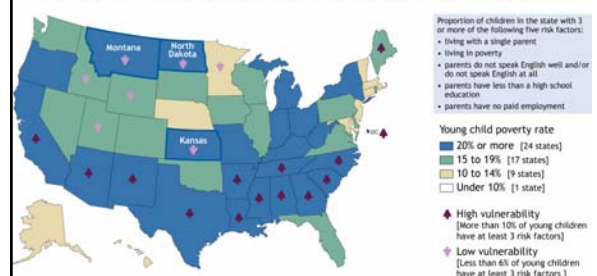 Montana
North
Dakota
Kansas
DC
Proportion of children in the state with 3
or more of the following five risk factors:
• living with a single parent
• living in poverty
• parents do not speak English well and/or
do not speak English at all
• parents have less than a high school
education
• parents have no paid employment
Young child poverty rate
20% or more [24 states]
15 to 19% [17 states]
10 to 14% [9 states]
Under 10% [1 state]
High vulnerability
[More than 10% of young children
have at least 3 risk factors]
Low vulnerability
[Less than 6% of young children
have at least 3 risk factors ]